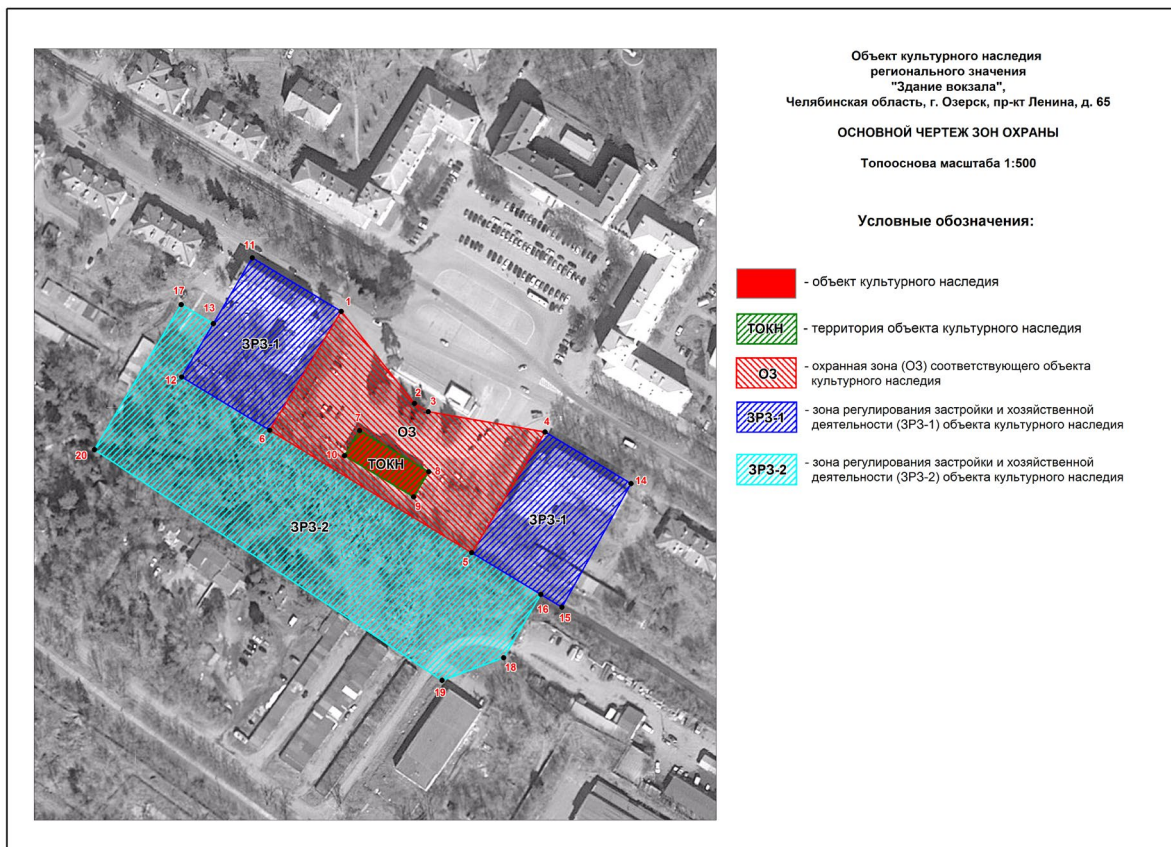 Объект культурного наследия
регионального значения
"Здание вокзала",
Челябинская область, г. Озерск, пр-кт Ленина, д. 65
ОСНОВНОЙ ЧЕРТЕЖ ЗОН ОХРАНЫ
Топооснова масштаба 1:500
Условные обозначения:
- объект культурного наследия
ТОКН - территория объекта культурного наследия
ОЗ - охранная зона (ОЗ) соответствующего объекта
культурного наследия
ЗРЗ-1 - зона регулирования застройки и хозяйственной
деятельности (ЗРЗ-1) объекта культурного наследия
ЗРЗ-2 - зона регулирования застройки и хозяйственной
деятельности (ЗРЗ-2) объекта культурного наследия
11
17
1
13
ЗРЗ-1
12
2
3
4
6
7
ОЗ
10
ТОКН
8
20
9
14
ЗРЗ-2
ЗРЗ-1
5
16
15
18
19